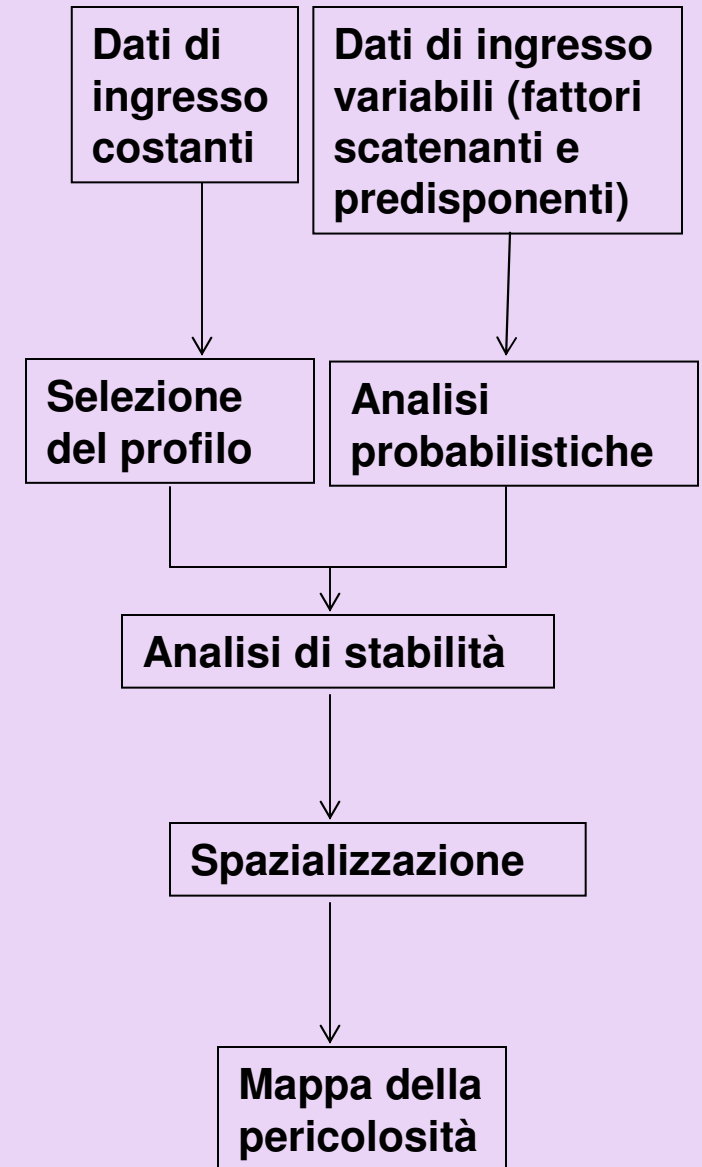 Dati di
ingresso
costanti
Dati di ingresso
variabili (fattori
scatenanti e
predisponenti)
Selezione
del profilo
Analisi
probabilistiche
Analisi di stabilità
Spazializzazione
Mappa della
pericolosità